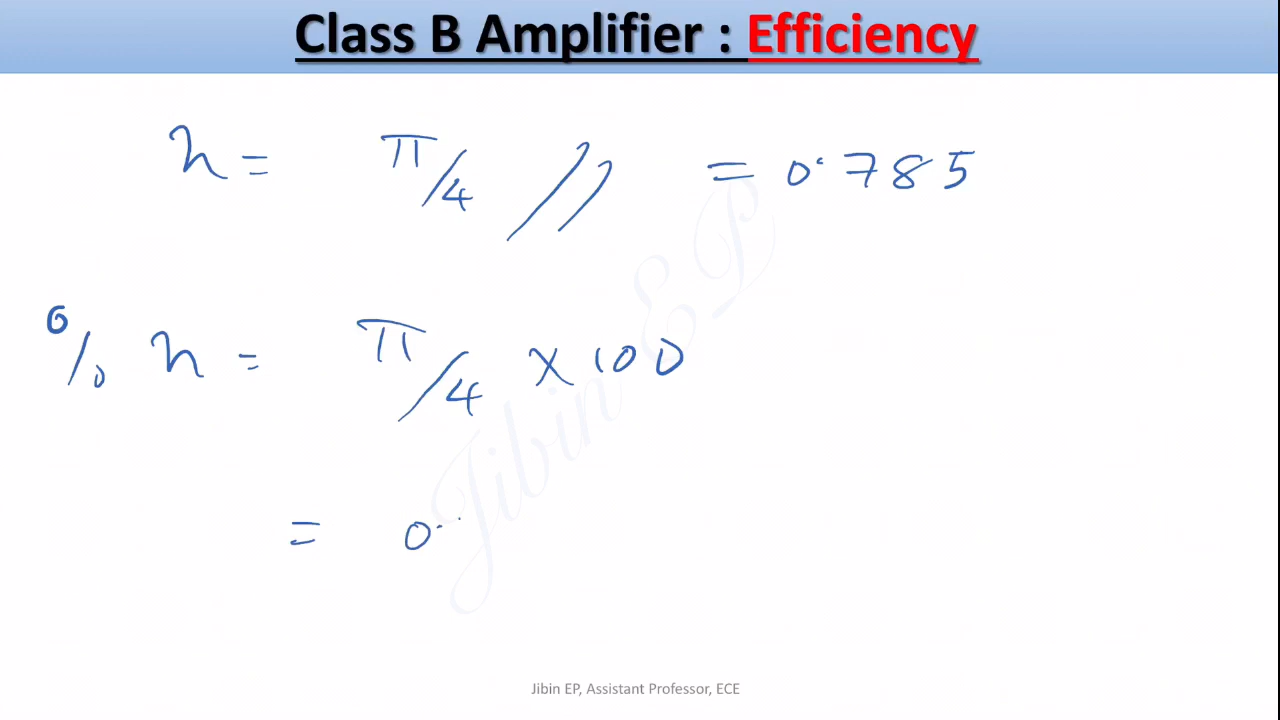 Class B Amplifier : Efficiency
η = π/4 = 0.785
% η = π/4 × 100
= 0.
Jibin EP
Jibin EP, Assistant Professor, ECE